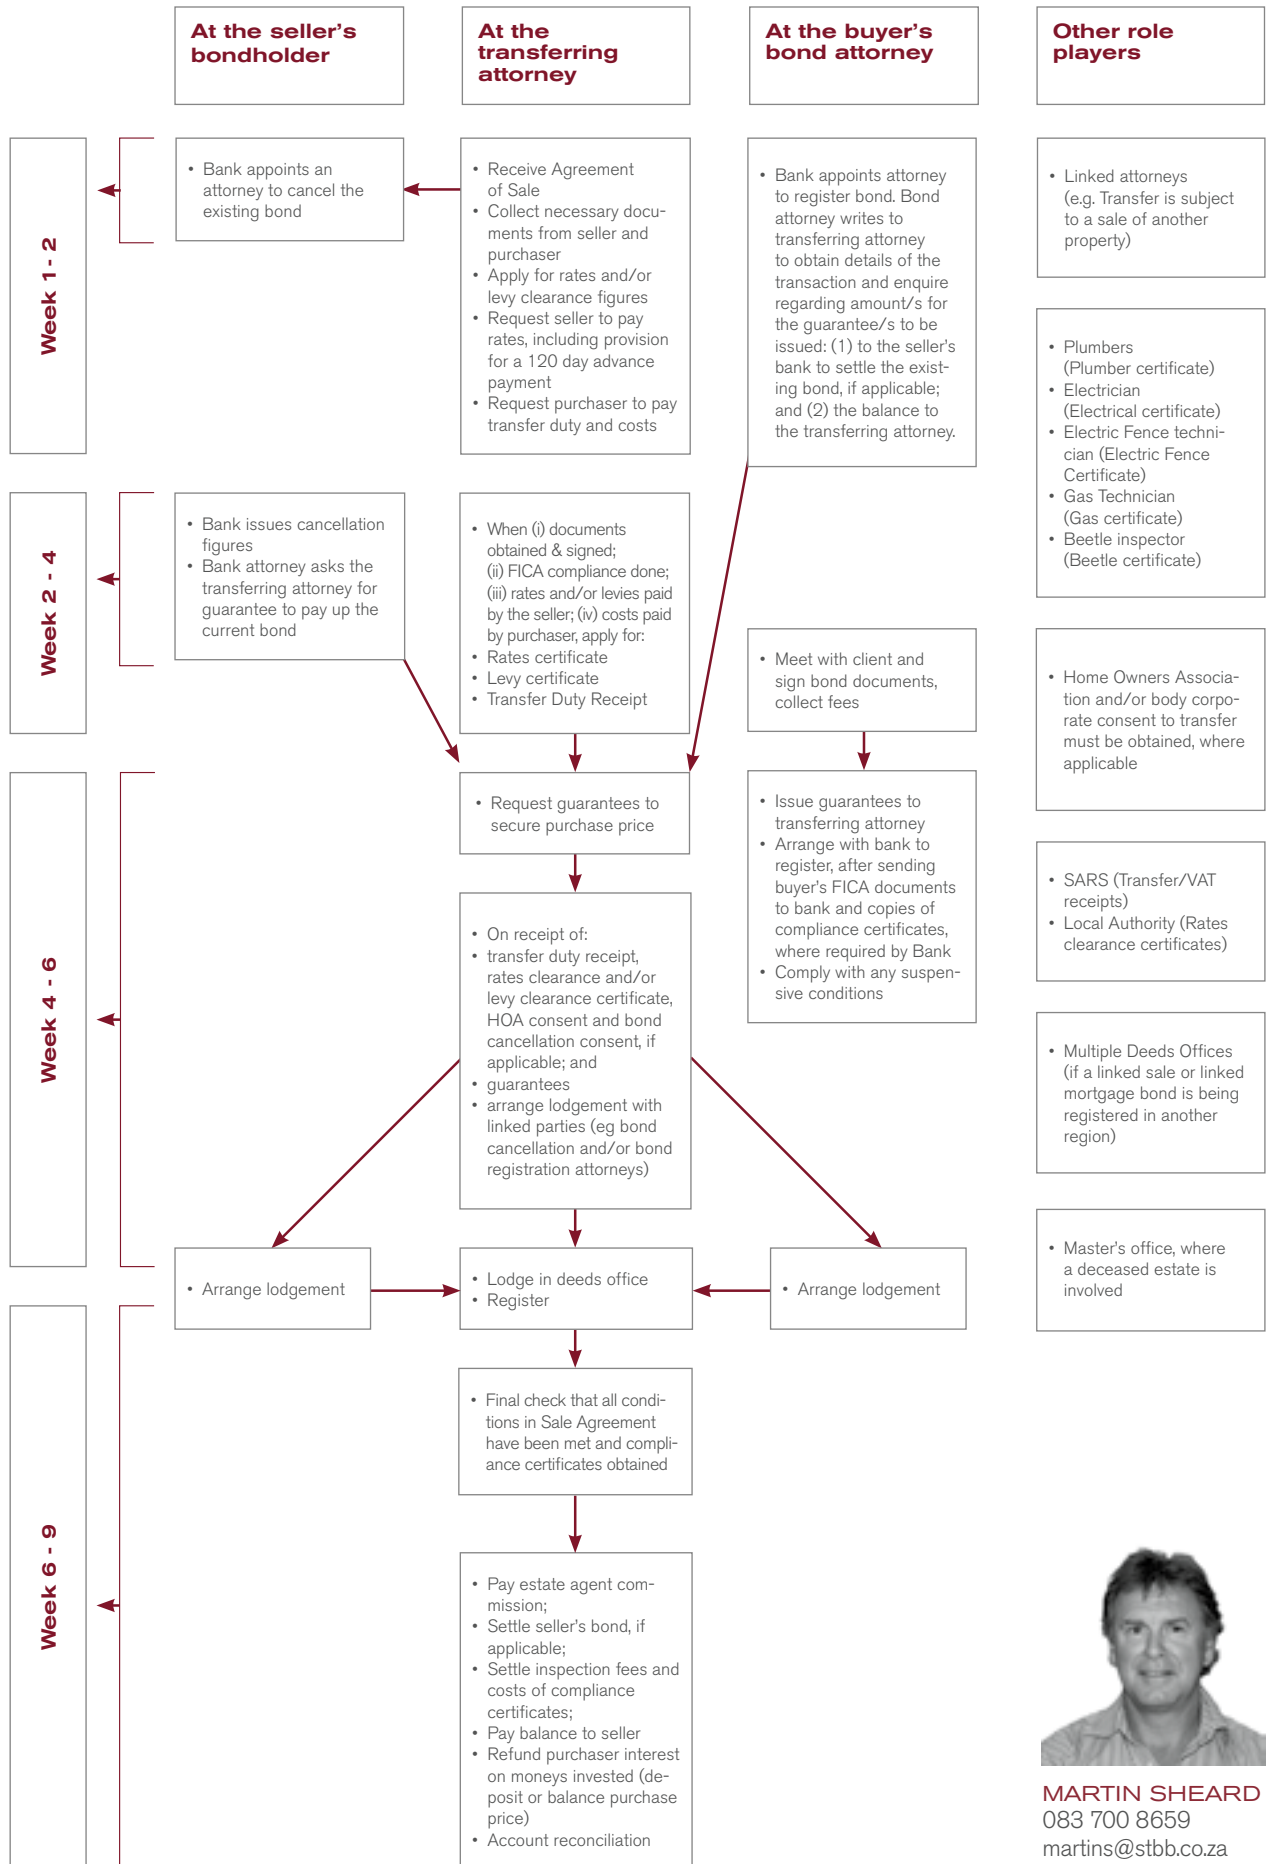 At the seller's
bondholder
At the
transferring
attorney
At the buyer's
bond attorney
Other role
players
Week 1 - 2
• Bank appoints an
attorney to cancel the
existing bond
• Receive Agreement
of Sale
• Collect necessary docu-
ments from seller and
purchaser
• Apply for rates and/or
levy clearance figures
• Request seller to pay
rates, including provision
for a 120 day advance
payment
• Request purchaser to pay
transfer duty and costs
• Bank appoints attorney
to register bond. Bond
attorney writes to
transferring attorney
to obtain details of the
transaction and enquire
regarding amount/s for
the guarantee/s to be
issued: (1) to the seller's
bank to settle the exist-
ing bond, if applicable;
and (2) the balance to
the transferring attorney.
• Linked attorneys
(e.g. Transfer is subject
to a sale of another
property)
• Plumbers
(Plumber certificate)
• Electrician
(Electrical certificate)
• Electric Fence techni-
cian (Electric Fence
Certificate)
• Gas Technician
(Gas certificate)
• Beetle inspector
(Beetle certificate)
Week 2 - 4
• Bank issues cancellation
figures
• Bank attorney asks the
transferring attorney for
guarantee to pay up the
current bond
• When (i) documents
obtained & signed;
(ii) FICA compliance done;
(iii) rates and/or levies paid
by the seller; (iv) costs paid
by purchaser, apply for:
• Rates certificate
• Levy certificate
• Transfer Duty Receipt
• Meet with client and
sign bond documents,
collect fees
• Home Owners Associa-
tion and/or body corpo-
rate consent to transfer
must be obtained, where
applicable
Week 4 - 6
• Request guarantees to
secure purchase price
• Issue guarantees to
transferring attorney
• Arrange with bank to
register, after sending
buyer's FICA documents
to bank and copies of
compliance certificates,
where required by Bank
• Comply with any suspen-
sive conditions
• SARS (Transfer/VAT
receipts)
• Local Authority (Rates
clearance certificates)
• On receipt of:
• transfer duty receipt,
rates clearance and/or
levy clearance certificate,
HOA consent and bond
cancellation consent, if
applicable; and
• guarantees
• arrange lodgement with
linked parties (eg bond
cancellation and/or bond
registration attorneys)
• Multiple Deeds Offices
(if a linked sale or linked
mortgage bond is being
registered in another
region)
• Arrange lodgement
• Lodge in deeds office
• Register
• Arrange lodgement
• Master's office, where
a deceased estate is
involved
Week 6 - 9
• Final check that all condi-
tions in Sale Agreement
have been met and compli-
ance certificates obtained
• Pay estate agent com-
mission;
• Settle seller's bond, if
applicable;
• Settle inspection fees and
costs of compliance
certificates;
• Pay balance to seller
• Refund purchaser interest
on moneys invested (de-
posit or balance purchase
price)
• Account reconciliation
MARTIN SHEARD
083 700 8659
martins@stbb.co.za